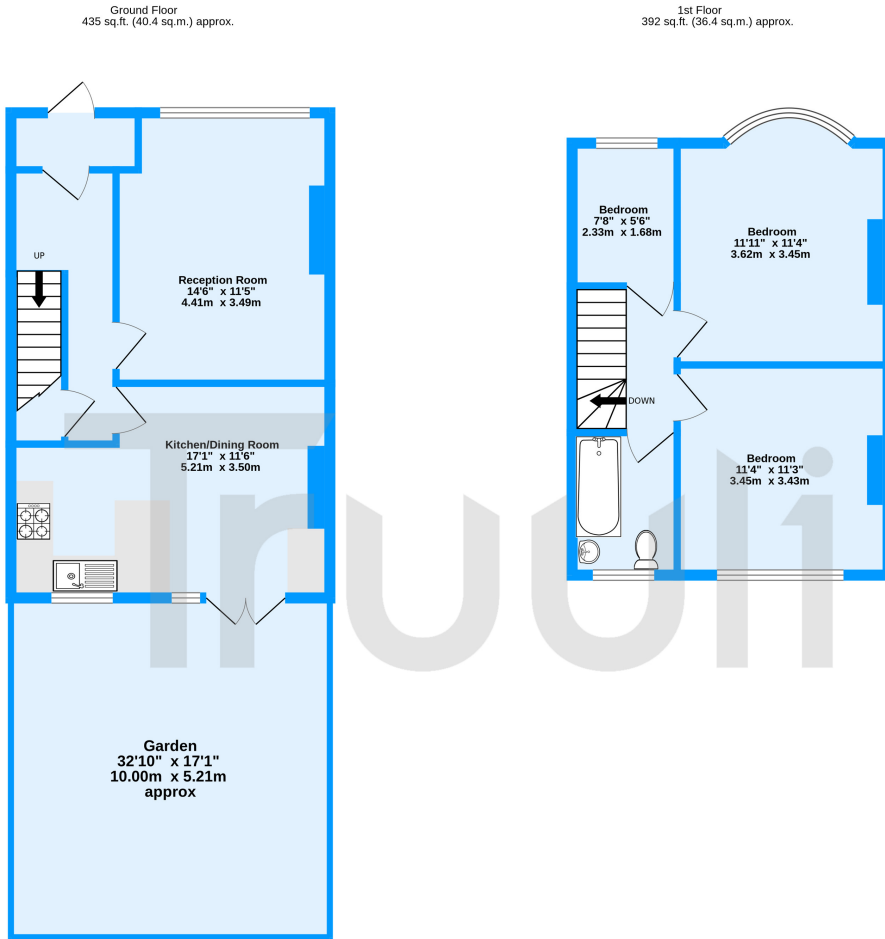 Ground Floor
435 sq.ft. (40.4 sq.m.) approx.
1st Floor
392 sq.ft. (36.4 sq.m.) approx.
UP
Reception Room
14'6" x 11'5"
4.41m x 3.49m
Kitchen/Dining Room
17'1" x 11'6"
5.21m x 3.50m
Garden
32'10" x 17'1"
10.00m x 5.21m
approx
Bedroom
7'8" x 5'6"
2.33m x 1.68m
Bedroom
11'11" x 11'4"
3.62m x 3.45m
DOWN
Bedroom
11'4" x 11'3"
3.45m x 3.43m
Truuli